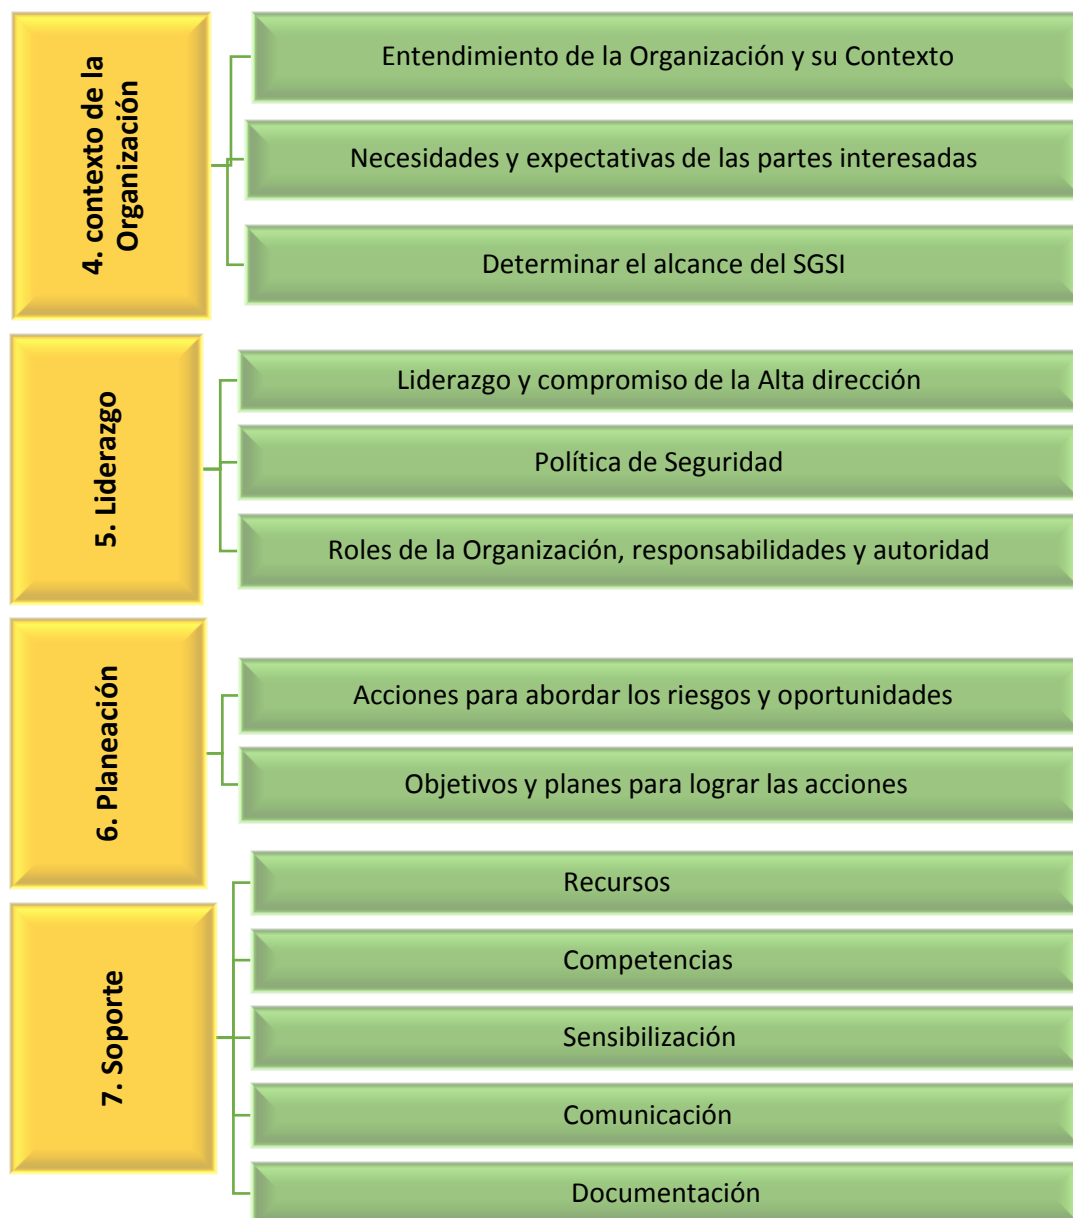 4. contexto de la
Organización
Entendimiento de la Organización y su Contexto
Necesidades y expectativas de las partes interesadas
Determinar el alcance del SGSI
5. Liderazgo
Liderazgo y compromiso de la Alta dirección
Política de Seguridad
Roles de la Organización, responsabilidades y autoridad
6. Planeación
Acciones para abordar los riesgos y oportunidades
Objetivos y planes para lograr las acciones
7. Soporte
Recursos
Competencias
Sensibilización
Comunicación
Documentación